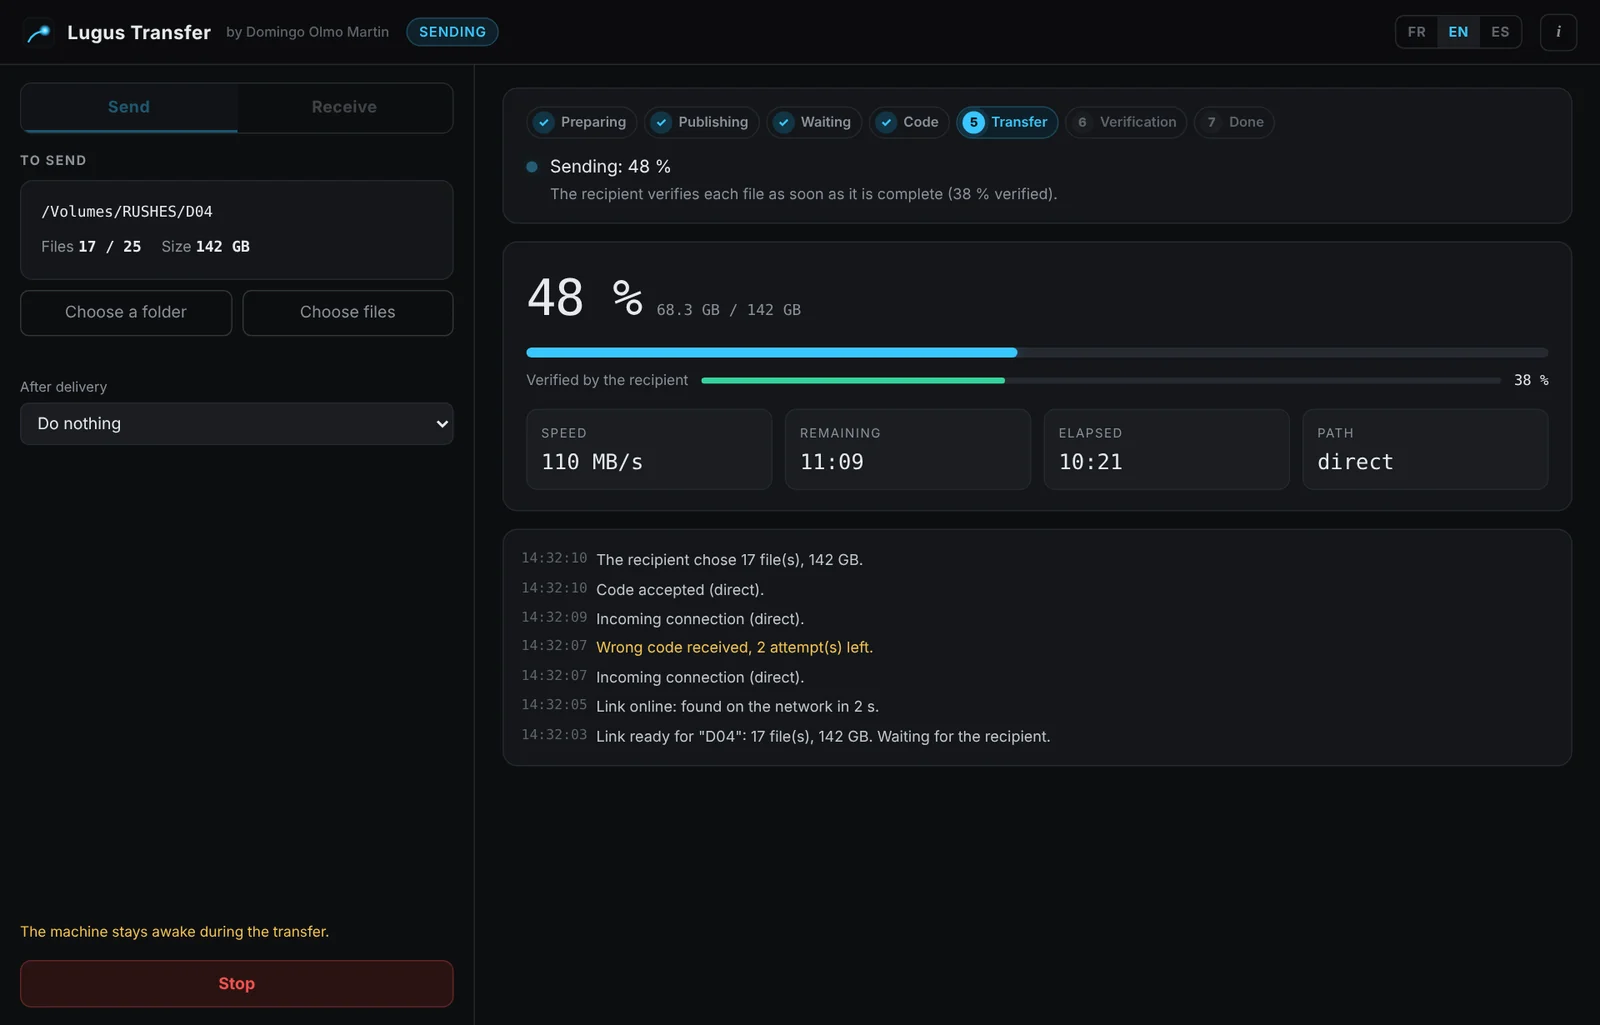 Lugus Transfer by Domingo Olmo Martin SENDING
FR EN ES i
Send Receive
TO SEND
/Volumes/RUSHES/D04
Files 17 / 25 Size 142 GB
Choose a folder Choose files
After delivery
Do nothing
The machine stays awake during the transfer.
Stop
Preparing Publishing Waiting Code 5 Transfer 6 Verification 7 Done
Sending: 48 %
The recipient verifies each file as soon as it is complete (38 % verified).
48 % 68.3 GB / 142 GB
Verified by the recipient 38 %
SPEED REMAINING ELAPSED PATH
110 MB/s 11:09 10:21 direct
14:32:10 The recipient chose 17 file(s), 142 GB.
14:32:10 Code accepted (direct).
14:32:09 Incoming connection (direct).
14:32:07 Wrong code received, 2 attempt(s) left.
14:32:07 Incoming connection (direct).
14:32:05 Link online: found on the network in 2 s.
14:32:03 Link ready for "D04": 17 file(s), 142 GB. Waiting for the recipient.